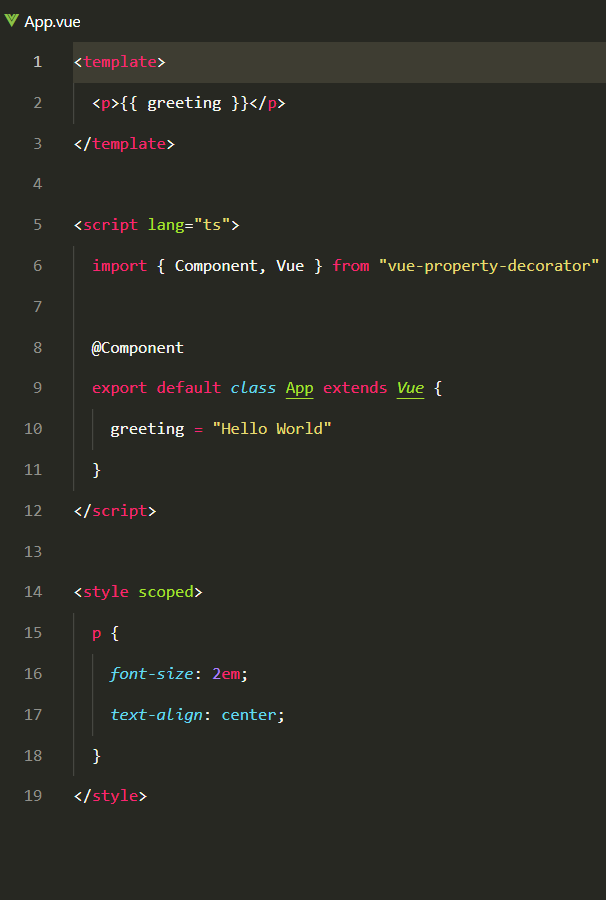 App.vue
1 <template>
2   <p>{{ greeting }}</p>
3 </template>
4
5 <script lang="ts">
6   import { Component, Vue } from "vue-property-decorator"
7
8   @Component
9   export default class App extends Vue {
10     greeting = "Hello World"
11   }
12 </script>
13
14 <style scoped>
15   p {
16     font-size: 2em;
17     text-align: center;
18   }
19 </style>